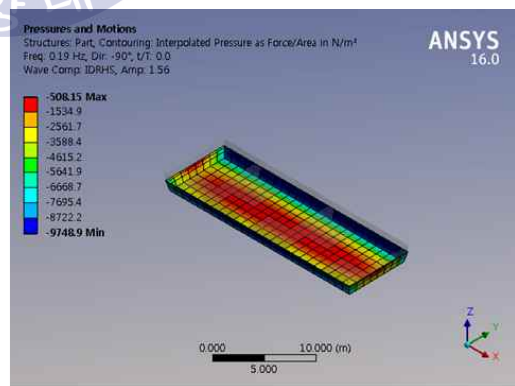 Pressures and Motions
Structures: Part, Contouring: Interpolated Pressure as Force/Area in N/m²
Freq: 0.19 Hz, Dir: -90°, t/T: 0.0
Wave Comp: IDRHS, Amp: 1.56
ANSYS
16.0
-508.15 Max
-1534.9
-2561.7
-3588.4
-4615.2
-5641.9
-6668.7
-7695.4
-8722.2
-9748.9 Min
Z
Y
X
0.000
10.000 (m)
5.000